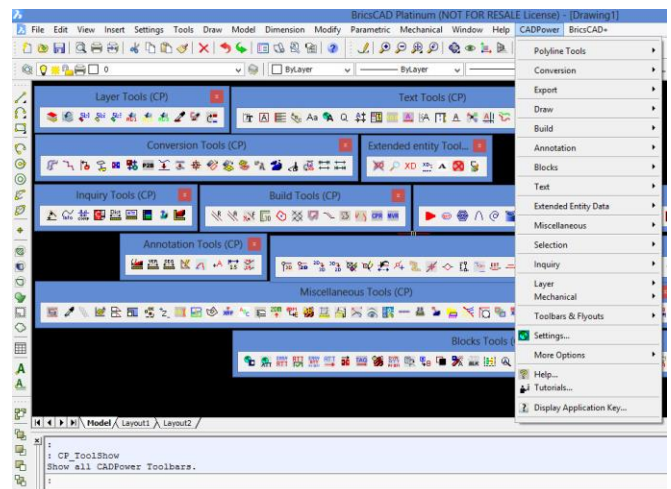 BricsCAD Platinum (NOT FOR RESALE License) - [Drawing1]
File Edit View Insert Settings Tools Draw Model Dimension Modify Parametric Mechanical Window Help CADPower BricsCAD+
0 ByLayer ByLayer
Layer Tools (CP)
Text Tools (CP)
Conversion Tools (CP)
Extended entity Tool...
Inquiry Tools (CP)
Build Tools (CP)
Annotation Tools (CP)
Miscellaneous Tools (CP)
Blocks Tools (
Polyline Tools
Conversion
Export
Draw
Build
Annotation
Blocks
Text
Extended Entity Data
Miscellaneous
Selection
Inquiry
Layer
Mechanical
Toolbars & Flyouts
Settings...
More Options
Help...
Tutorials...
Display Application Key...
Model Layout1 Layout2
:
: CP_ToolShow
Show all CADPower Toolbars.
: